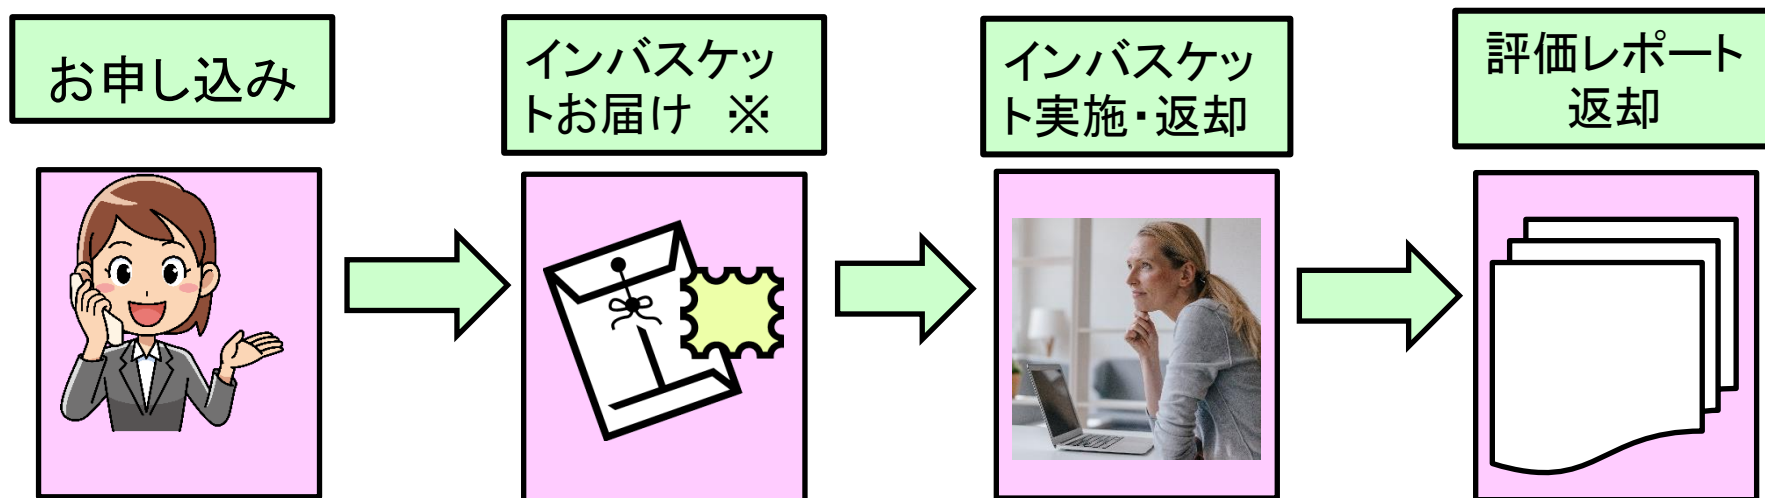 お申し込み
インバスケッ
トお届け　※
インバスケッ
ト実施・返却
評価レポート
返却